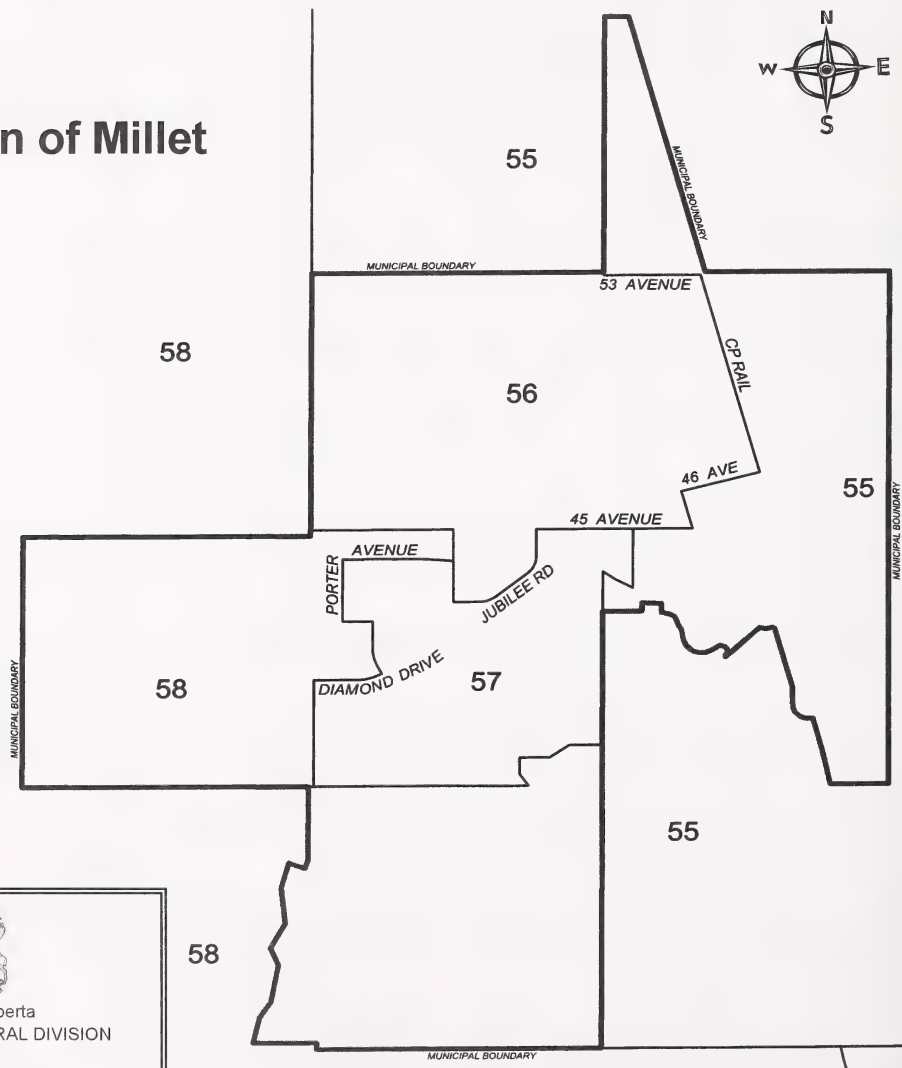 N
W E
S
n of Millet
55
MUNICIPAL BOUNDARY
MUNICIPAL BOUNDARY
53 AVENUE
58
CP RAIL
56
46 AVE
55
MUNICIPAL BOUNDARY
45 AVENUE
AVENUE
PORTER
JUBILEE RD
DIAMOND DRIVE
57
58
MUNICIPAL BOUNDARY
55
58
berta
RAL DIVISION
MUNICIPAL BOUNDARY